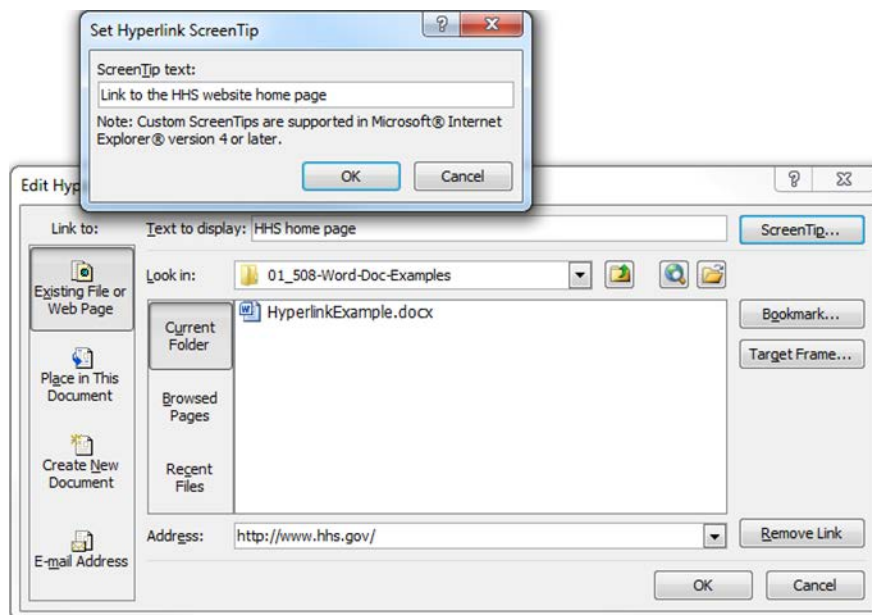 Set Hyperlink ScreenTip
ScreenTip text:
Link to the HHS website home page
Note: Custom ScreenTips are supported in Microsoft® Internet
Explorer® version 4 or later.
OK
Cancel
Edit Hyp
Link to:
Text to display: HHS home page
ScreenTip...
Existing File or
Web Page
Look in:
01_508-Word-Doc-Examples
Current
Folder
HyperlinkExample.docx
Bookmark...
Target Frame...
Place in This
Document
Browsed
Pages
Create New
Document
Recent
Files
E-mail Address
Address:
http://www.hhs.gov/
Remove Link
OK
Cancel